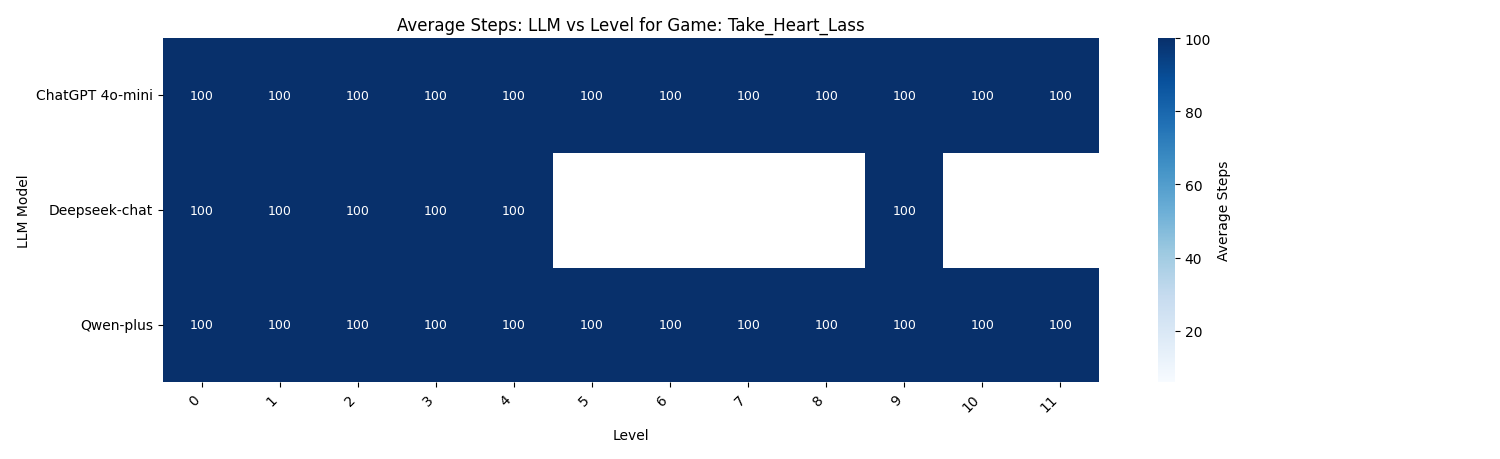 Average Steps: LLM vs Level for Game: Take_Heart_Lass
ChatGPT 4o-mini 100 100 100 100 100 100 100 100 100 100 100 100
Deepseek-chat 100 100 100 100 100 100
Qwen-plus 100 100 100 100 100 100 100 100 100 100 100 100
LLM Model
0 1 2 3 4 5 6 7 8 9 10 11
Level
100
80
60
40
20
Average Steps